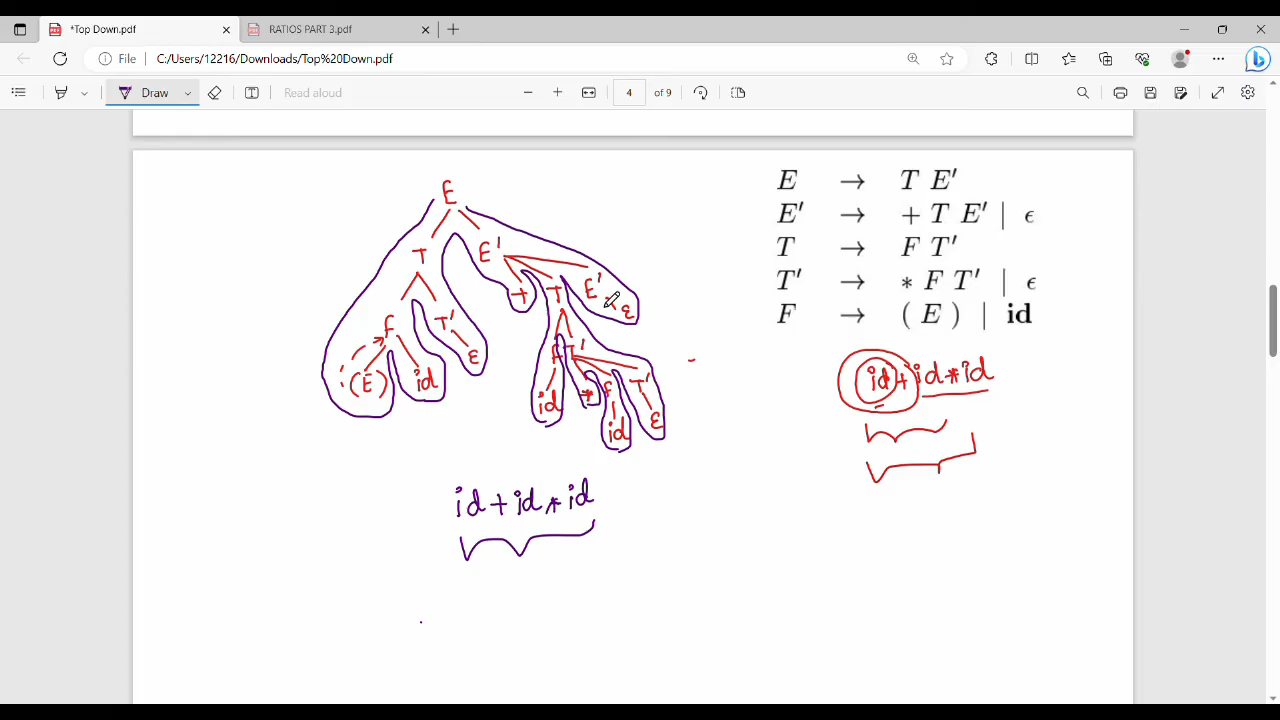 *Top Down.pdf
RATIOS PART 3.pdf
File
C:/Users/12216/Downloads/Top%20Down.pdf
Draw
Read aloud
4 of 9
E
T E'
+ T E'
F T' ε
F T' E' ε
(E) id ε
id * F T' ε
id
id+id*id
E → T E'
E' → + T E' | ϵ
T → F T'
T' → * F T' | ϵ
F → ( E ) | id
id+id*id